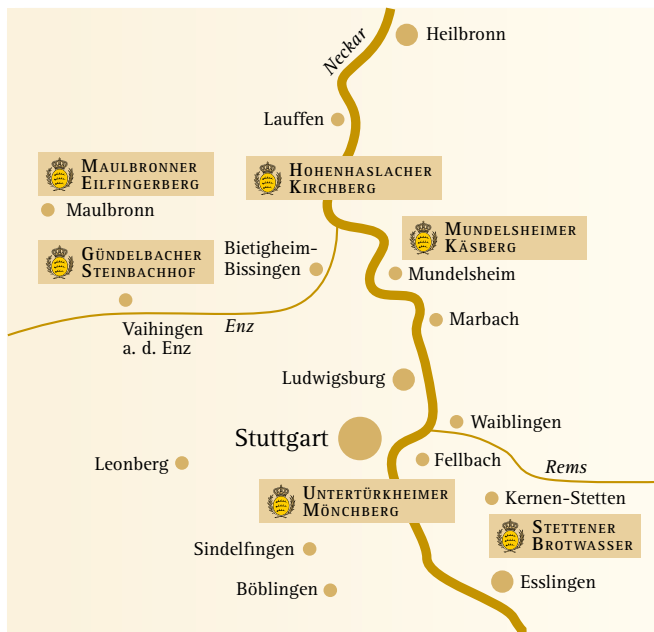 Heilbronn
Neckar
Lauffen
MAULBRONNER
EILFINGERBERG
HOHENHASLACHER
KIRCHBERG
Maulbronn
MUNDELSHEIMER
KÄSBERG
GÜNDELBACHER
STEINBACHHOF
Bietigheim-
Bissingen
Mundelsheim
Marbach
Vaihingen
a. d. Enz
Enz
Ludwigsburg
Waiblingen
Stuttgart
Leonberg
Fellbach
Rems
UNTERTÜRKHEIMER
MÖNCHBERG
Kernen-Stetten
STETTENER
BROTWASSER
Sindelfingen
Böblingen
Esslingen